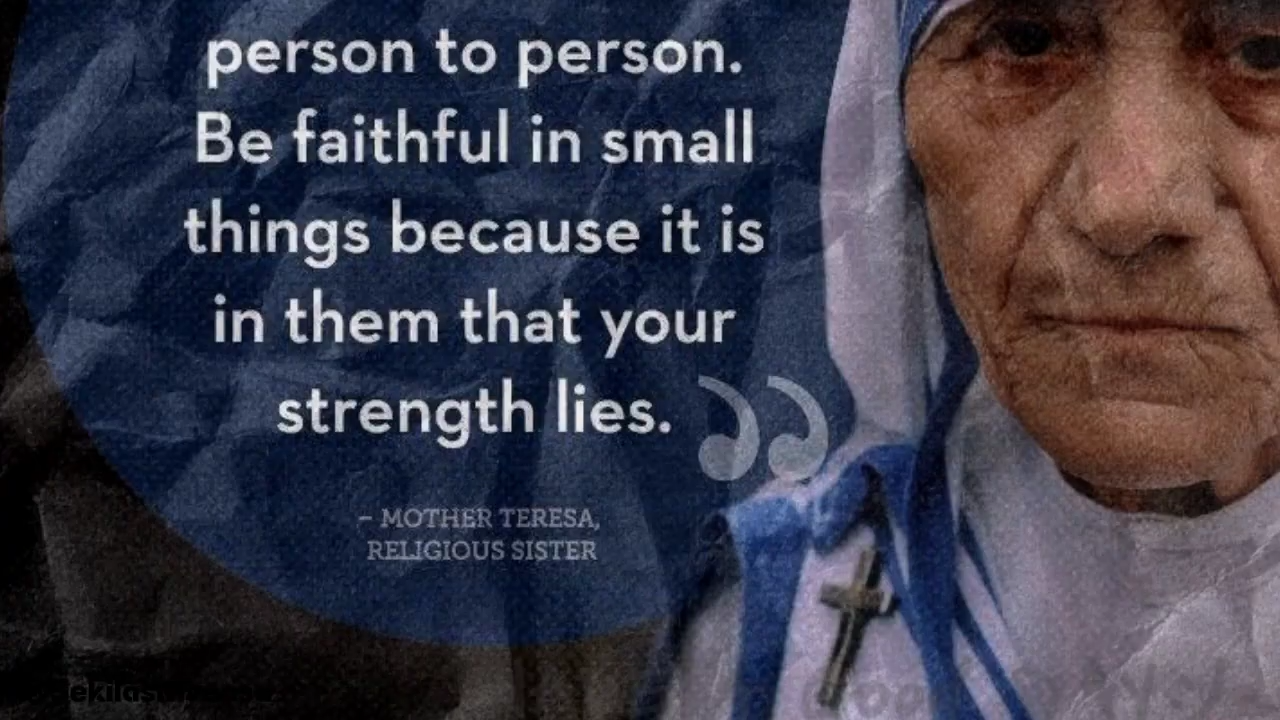 person to person.
Be faithful in small
things because it is
in them that your
strength lies.
”
– MOTHER TERESA,
RELIGIOUS SISTER